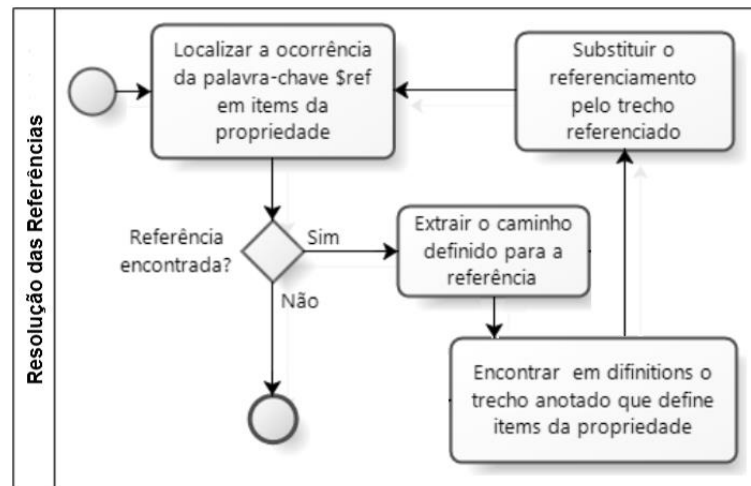 Resolução das Referências
Localizar a ocorrência
da palavra-chave $ref
em items da
propriedade
Substituir o
referenciamento
pelo trecho
referenciado
Referência
encontrada?
Sim
Não
Extrair o caminho
definido para a
referência
Encontrar em difinitions o
trecho anotado que define
items da propriedade